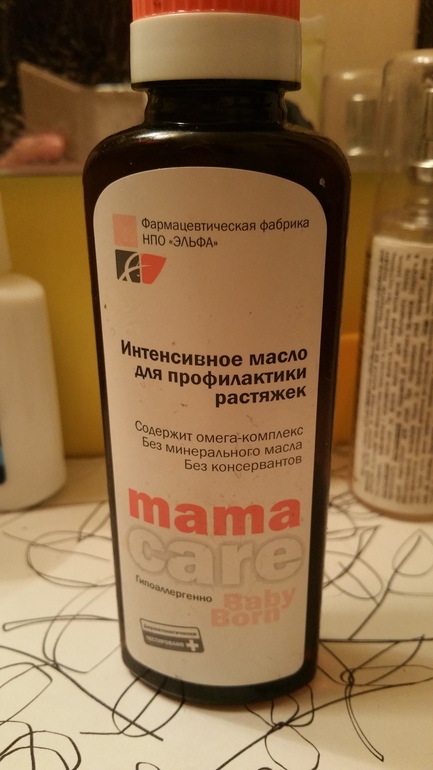 Фармацевтическая фабрика
НПО «ЭЛЬФА»
Интенсивное масло
для профилактики
растяжек
Содержит омега-комплекс
Без минерального масла
Без консервантов
mama
care
Гипоаллергенно
Baby
Born